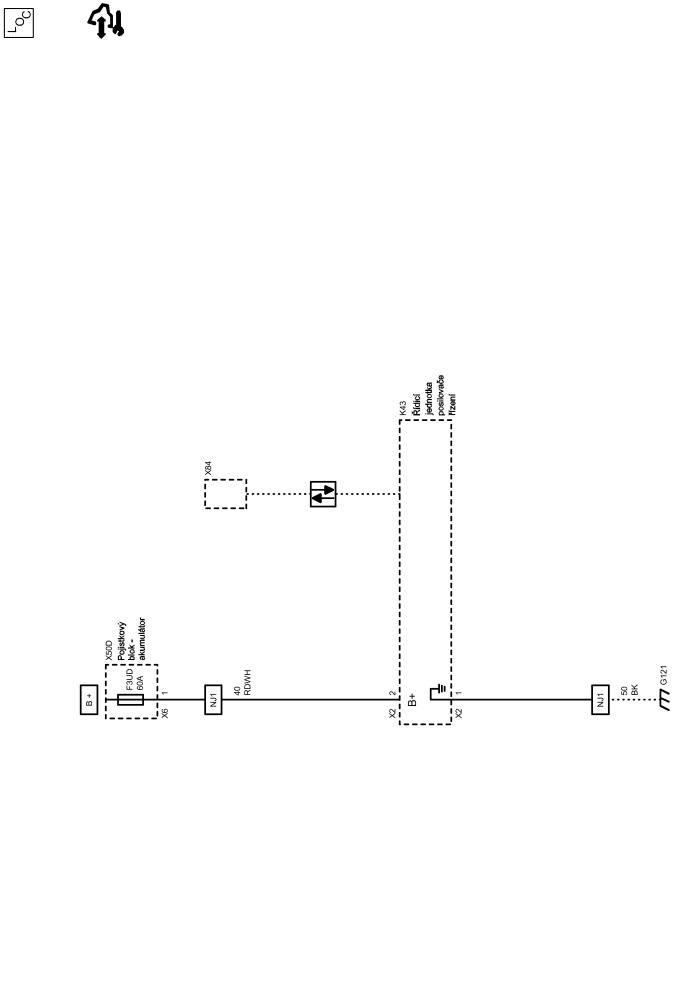 LOC
B +
X50D
Pojistkový
blok -
akumulátor
F3UD
60A
X6
1
NJ1
40
RDWH
X84
X2
2
K43
Řídicí
jednotka
posilovače
řízení
B+
X2
1
NJ1
50
BK
G121